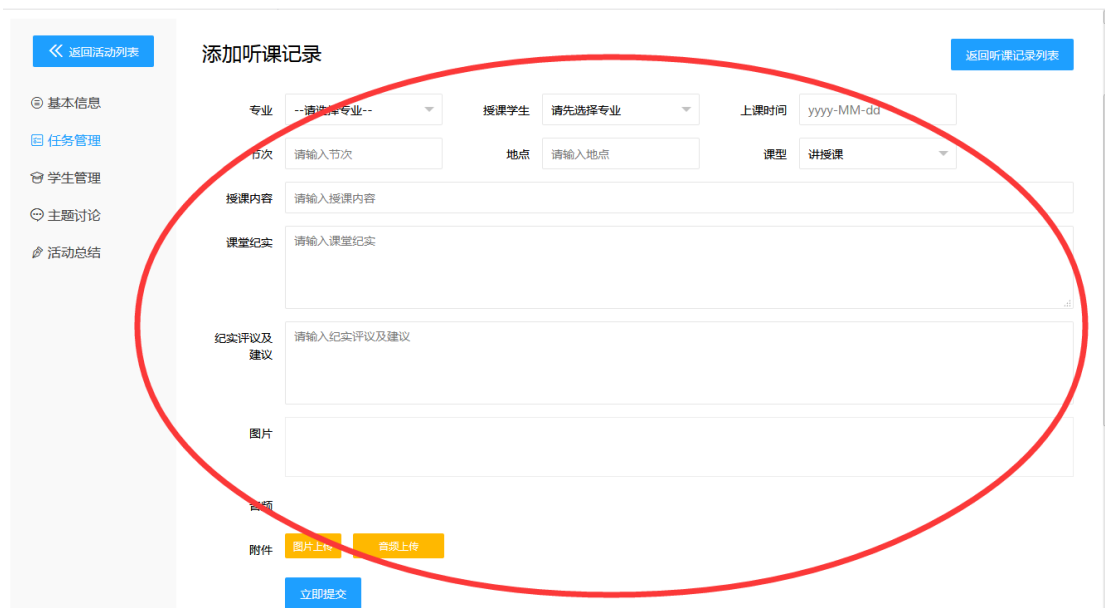 返回活动列表
添加听课记录
返回听课记录列表
基本信息
任务管理
学生管理
主题讨论
活动总结
专业 --请选择专业-- 授课学生 请先选择专业 上课时间 yyyy-MM-dd
节次 请输入节次 地点 请输入地点 课型 讲授课
授课内容 请输入授课内容
课堂纪实 请输入课堂纪实
纪实评议及 请输入纪实评议及建议
建议
图片
音频
附件 图片上传 音频上传
立即提交